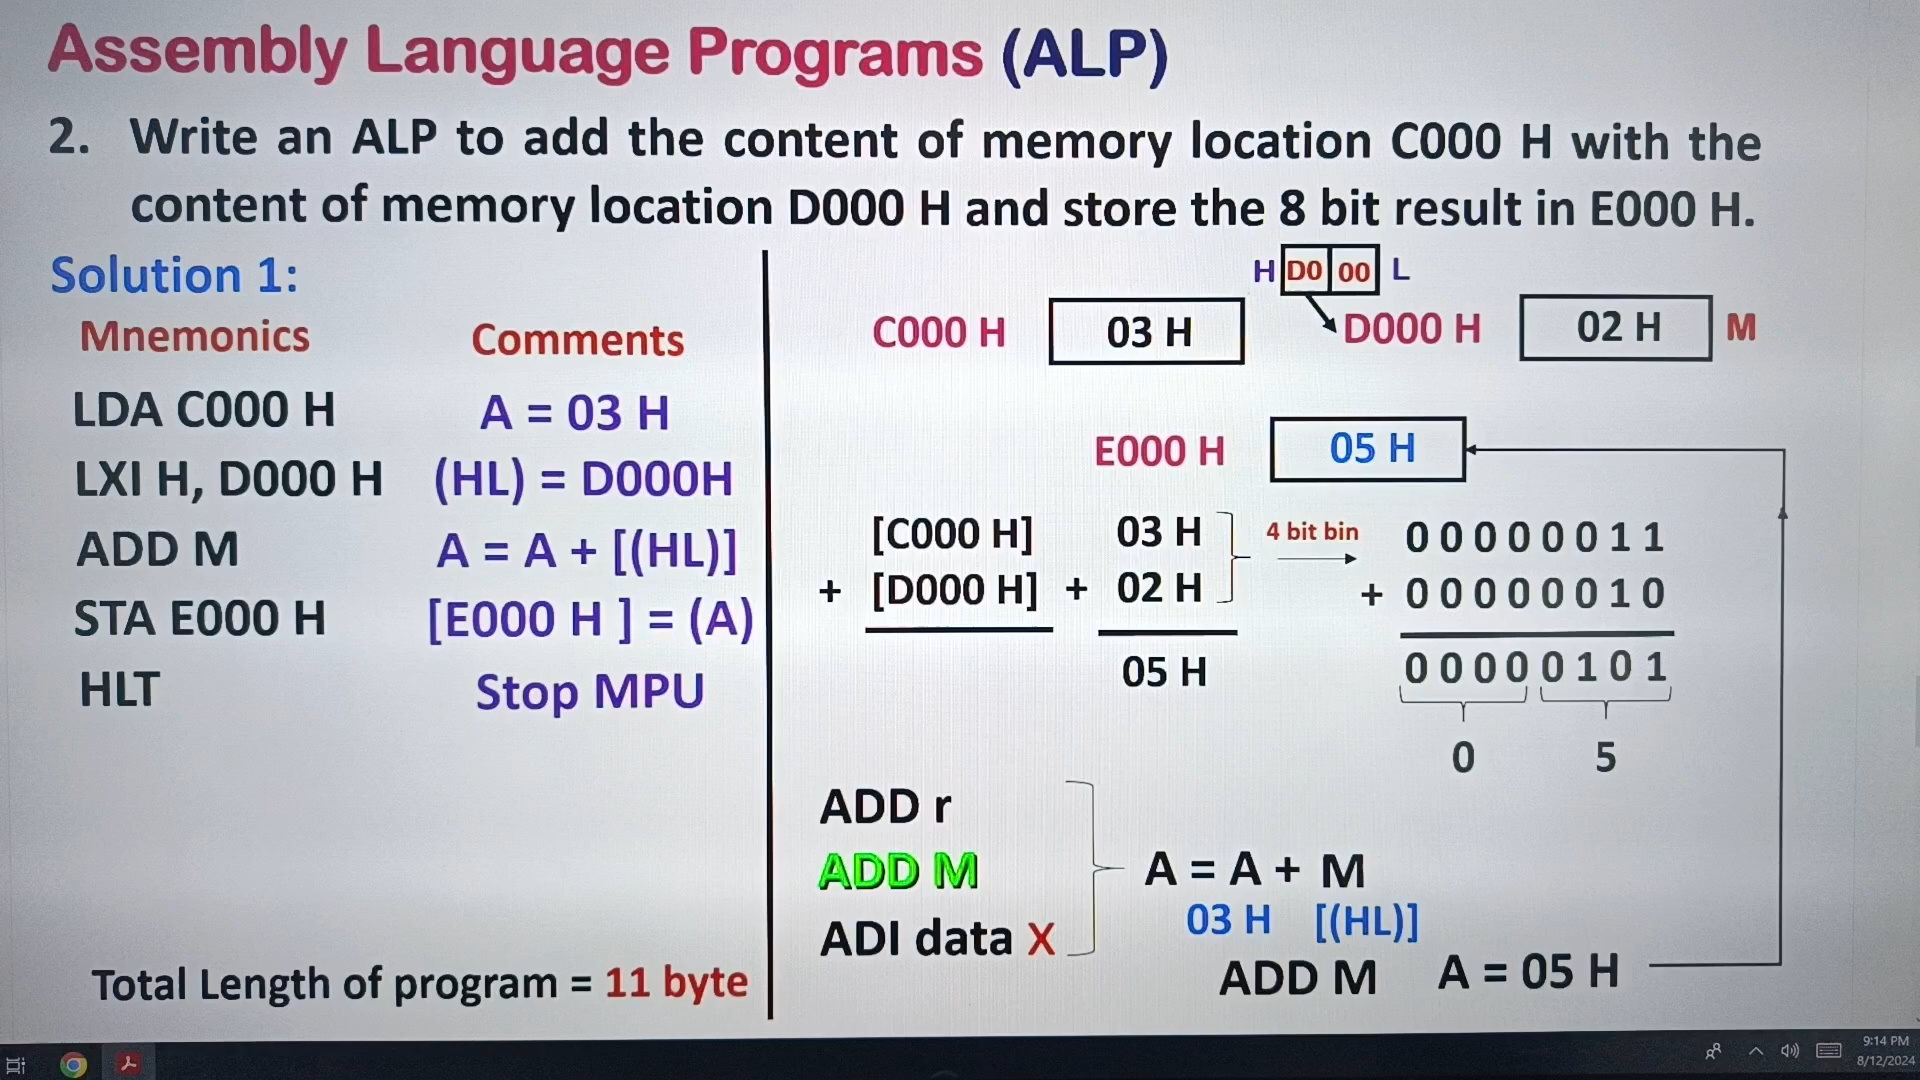 Assembly Language Programs (ALP)
2. Write an ALP to add the content of memory location C000 H with the
content of memory location D000 H and store the 8 bit result in E000 H.
Solution 1:
Mnemonics Comments
LDA C000 H A = 03 H
LXI H, D000 H (HL) = D000H
ADD M A = A + [(HL)]
STA E000 H [E000 H ] = (A)
HLT Stop MPU
Total Length of program = 11 byte
H D0 00 L
C000 H 03 H D000 H 02 H M
E000 H 05 H
[C000 H] 03 H 4 bit bin 0 0 0 0 0 0 1 1
+ [D000 H] + 02 H + 0 0 0 0 0 0 1 0
05 H 0 0 0 0 0 1 0 1
0 5
ADD r
ADD M A = A + M
03 H [(HL)]
ADI data X
ADD M A = 05 H
9:14 PM
8/12/2024